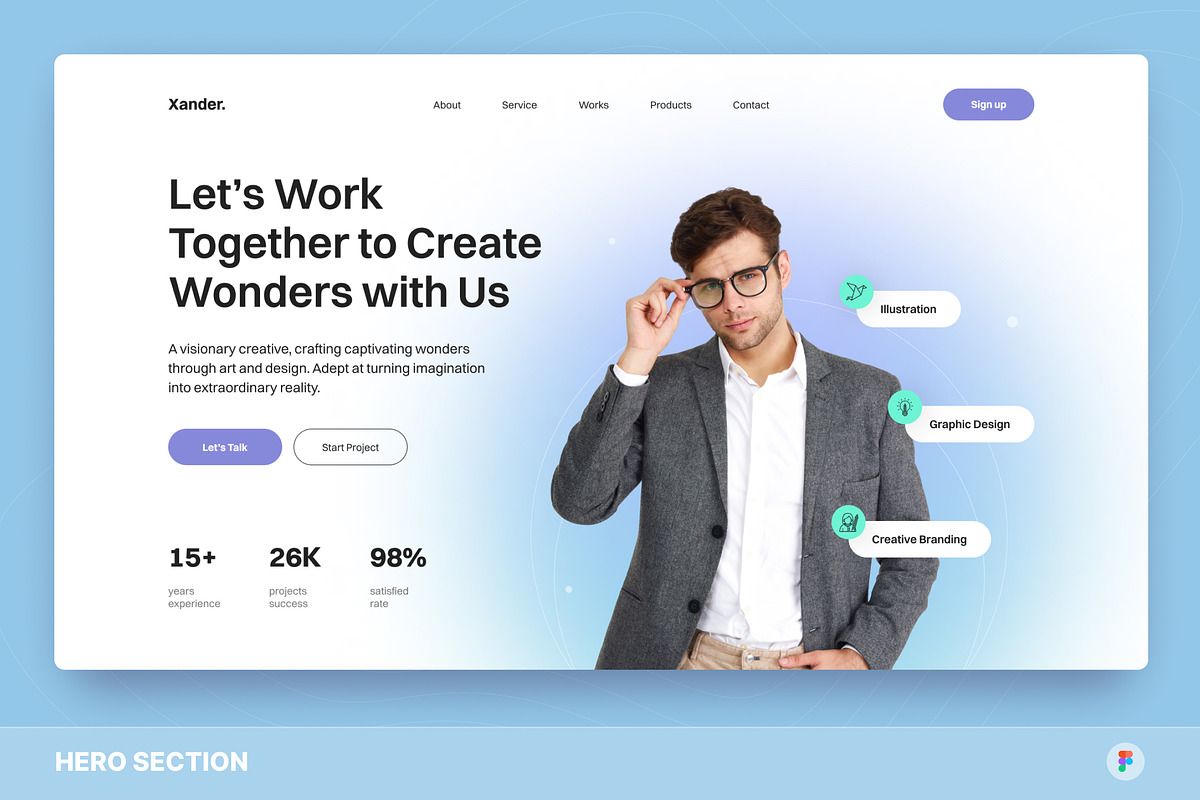 Xander.
About
Service
Works
Products
Contact
Sign up
Let’s Work
Together to Create
Wonders with Us
A visionary creative, crafting captivating wonders
through art and design. Adept at turning imagination
into extraordinary reality.
Let's Talk
Start Project
Illustration
Graphic Design
Creative Branding
15+
years
experience
26K
projects
success
98%
satisfied
rate
HERO SECTION